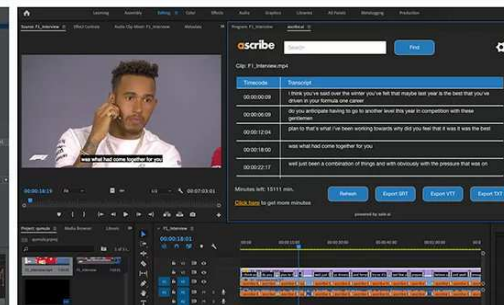 Learning
Assembly
Editing
Color
Effects
Audio
Graphics
Libraries
All Panels
Metalogging
Production
Source: F1_Interview
Effect Controls
Audio Clip Mixer: F1_Interview
Metadata
Program: F1_Interview
ascribe
Find
Clip: F1_Interview.mp4
Timecode
Transcript
00:00:00:09
I think you've said over the winter you've felt that maybe last year is the best that you've
driven in your formula one career
00:00:06:09
do you anticipate having to go to another level this year in competition with these
gentlemen
00:00:12:04
plan to that's what i've been working towards why did you feel that it was it was the best
00:00:18:00
was what had come together for you
00:00:22:17
well just been a combination of things and with obviously with the pressure that was on
was what had come together for you
00:00:18:19
Fit
00:07:03:01
Minutes left: 13111 min.
Click here to get more minutes
Refresh
Export SRT
Export VTT
Export TXT
Media Browser
Libraries
F1_Interview
00:00:18:01